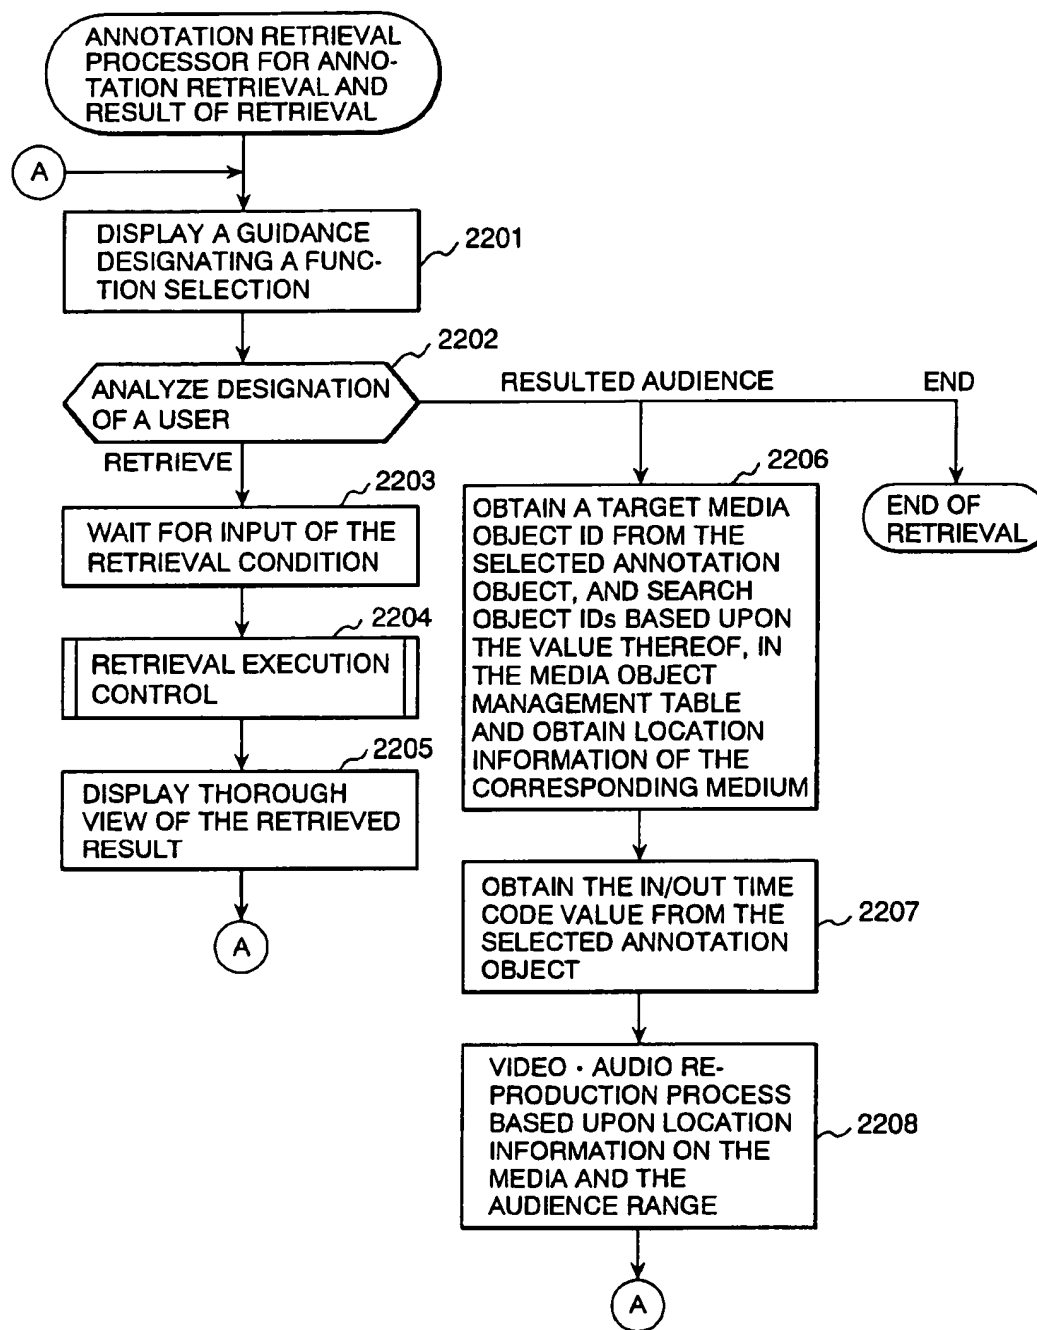 ANNOTATION RETRIEVAL
PROCESSOR FOR ANNO-
TATION RETRIEVAL AND
RESULT OF RETRIEVAL
A
DISPLAY A GUIDANCE
DESIGNATING A FUNC-
TION SELECTION
2201
2202
ANALYZE DESIGNATION
OF A USER
RESULTED AUDIENCE
END
RETRIEVE
2203
WAIT FOR INPUT OF THE
RETRIEVAL CONDITION
2204
RETRIEVAL EXECUTION
CONTROL
2205
DISPLAY THOROUGH
VIEW OF THE RETRIEVED
RESULT
A
2206
OBTAIN A TARGET MEDIA
OBJECT ID FROM THE
SELECTED ANNOTATION
OBJECT, AND SEARCH
OBJECT IDs BASED UPON
THE VALUE THEREOF, IN
THE MEDIA OBJECT
MANAGEMENT TABLE
AND OBTAIN LOCATION
INFORMATION OF THE
CORRESPONDING MEDIUM
END OF
RETRIEVAL
OBTAIN THE IN/OUT TIME
CODE VALUE FROM THE
SELECTED ANNOTATION
OBJECT
2207
VIDEO · AUDIO RE-
PRODUCTION PROCESS
BASED UPON LOCATION
INFORMATION ON THE
MEDIA AND THE
AUDIENCE RANGE
2208
A